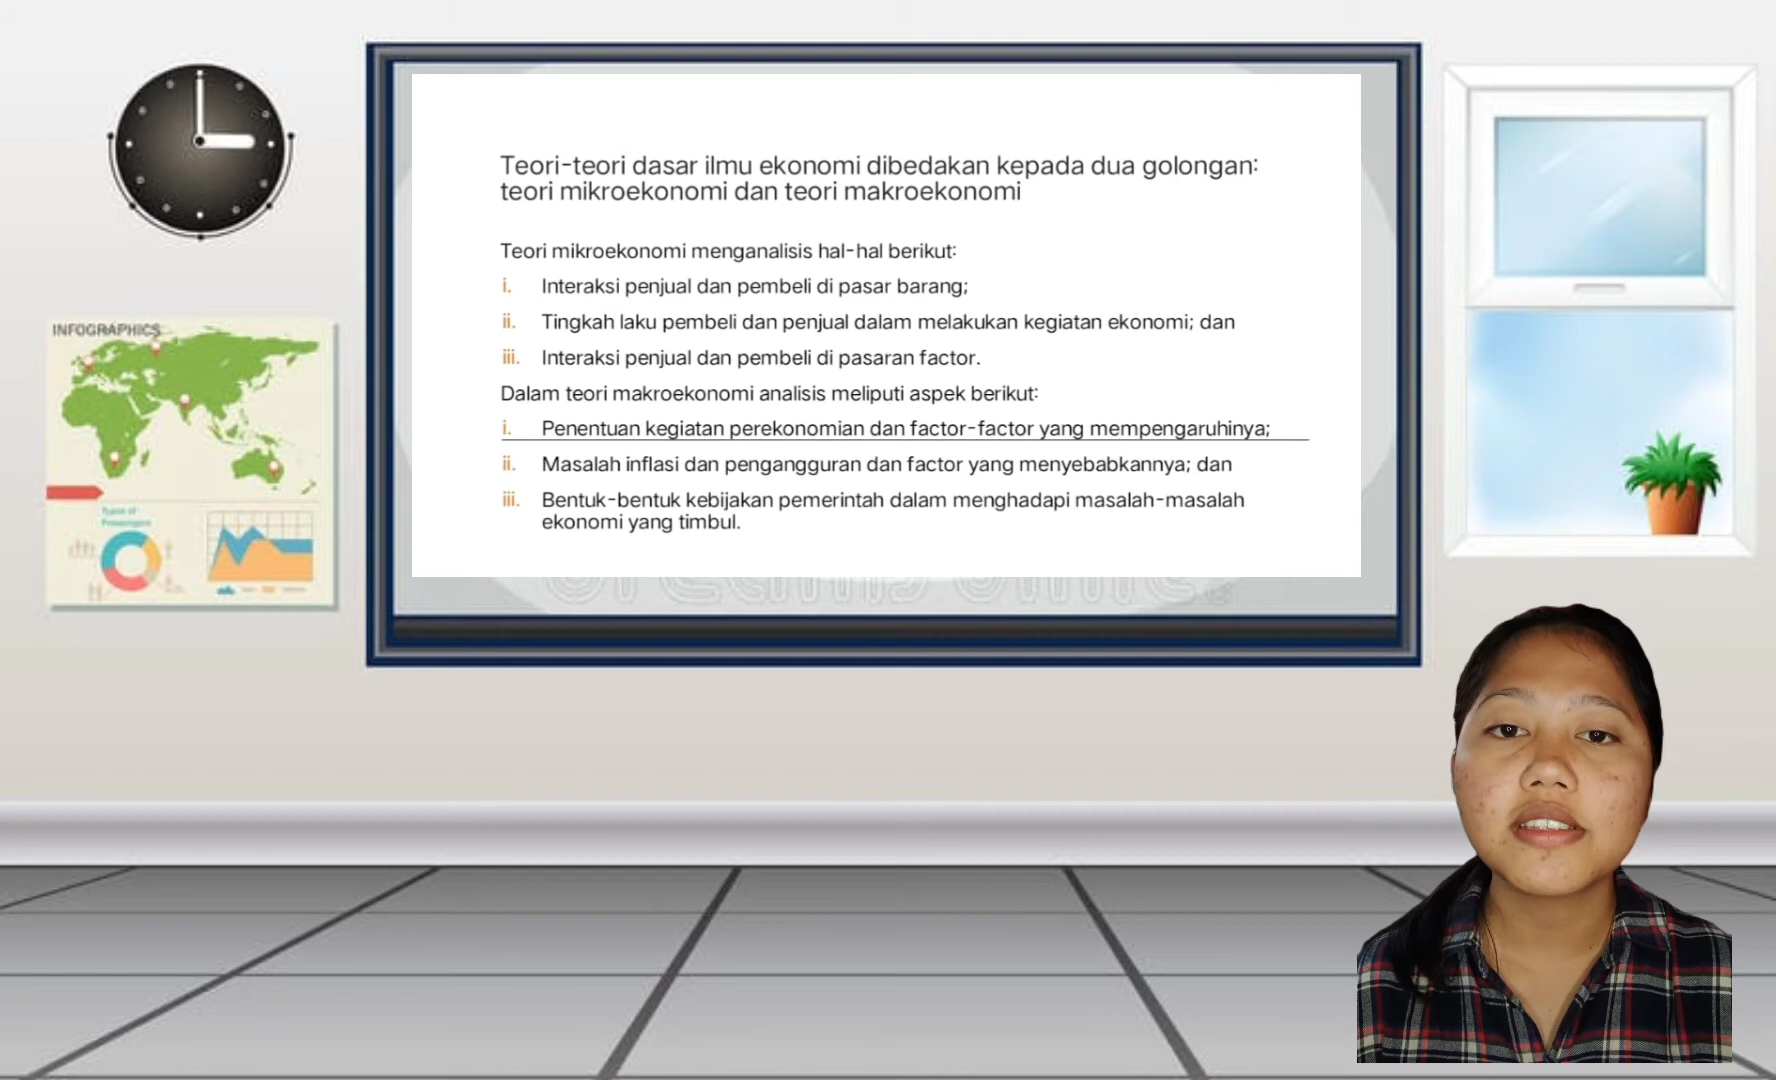 Teori-teori dasar ilmu ekonomi dibedakan kepada dua golongan:
teori mikroekonomi dan teori makroekonomi
Teori mikroekonomi menganalisis hal-hal berikut:
i. Interaksi penjual dan pembeli di pasar barang;
ii. Tingkah laku pembeli dan penjual dalam melakukan kegiatan ekonomi; dan
iii. Interaksi penjual dan pembeli di pasaran factor.
Dalam teori makroekonomi analisis meliputi aspek berikut:
i. Penentuan kegiatan perekonomian dan factor-factor yang mempengaruhinya;
ii. Masalah inflasi dan pengangguran dan factor yang menyebabkannya; dan
iii. Bentuk-bentuk kebijakan pemerintah dalam menghadapi masalah-masalah
ekonomi yang timbul.
INFOGRAPHICS
Types of